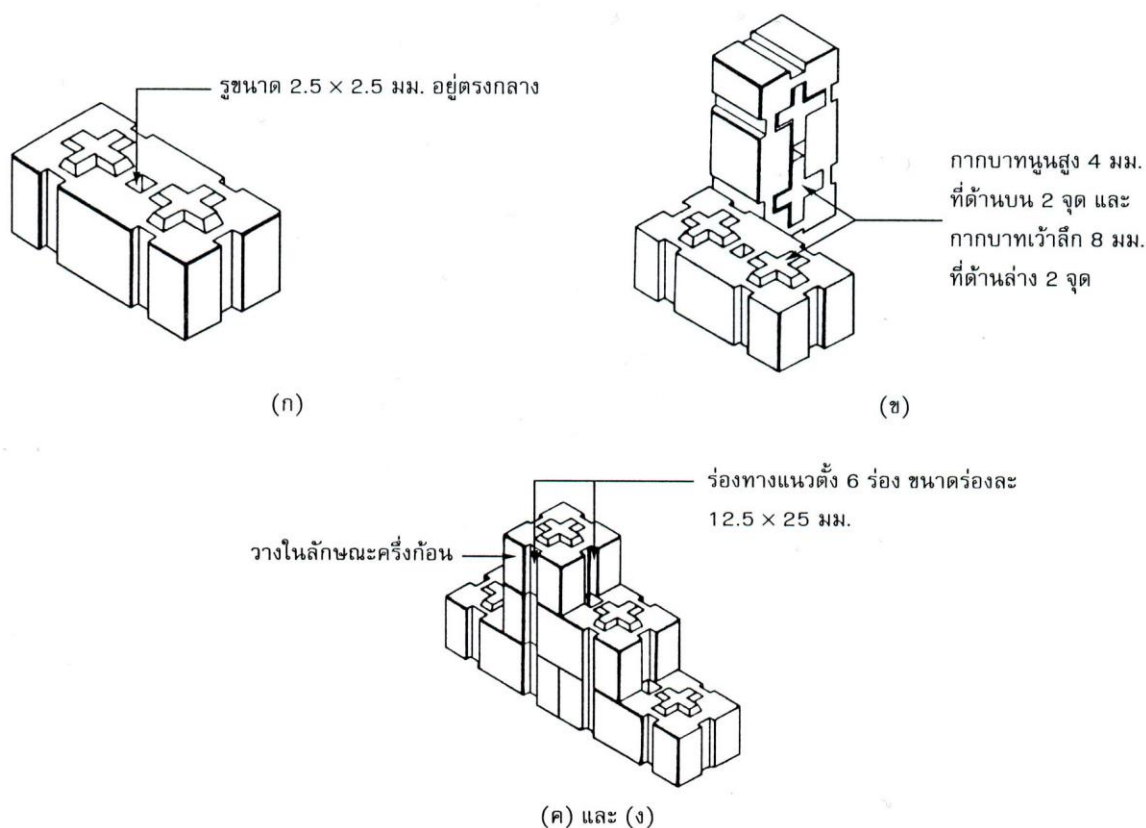 รูขนาด 2.5 × 2.5 มม. อยู่ตรงกลาง
กากบาทนูนสูง 4 มม.
ที่ด้านบน 2 จุด และ
กากบาทเว้าลึก 8 มม.
ที่ด้านล่าง 2 จุด
(ก)
(ข)
ร่องทางแนวตั้ง 6 ร่อง ขนาดร่องละ
12.5 × 25 มม.
วางในลักษณะครึ่งก้อน
(ค) และ (ง)